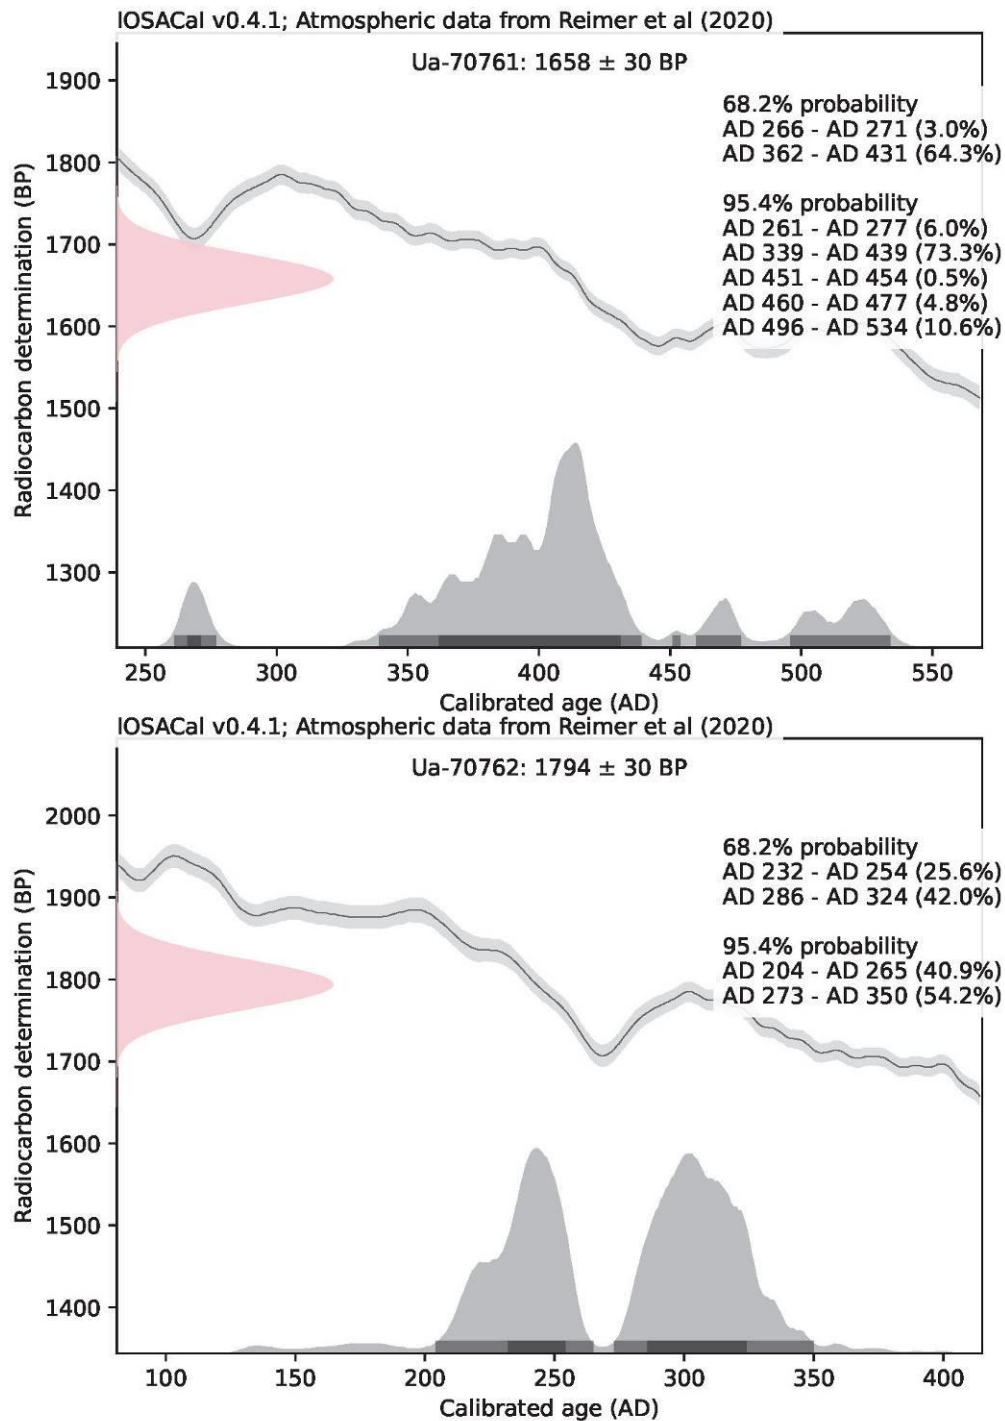 IOSACal v0.4.1; Atmospheric data from Reimer et al (2020)
Ua-70761: 1658 ± 30 BP
68.2% probability
AD 266 - AD 271 (3.0%)
AD 362 - AD 431 (64.3%)
95.4% probability
AD 261 - AD 277 (6.0%)
AD 339 - AD 439 (73.3%)
AD 451 - AD 454 (0.5%)
AD 460 - AD 477 (4.8%)
AD 496 - AD 534 (10.6%)
Radiocarbon determination (BP)
1900
1800
1700
1600
1500
1400
1300
250 300 350 400 450 500 550
Calibrated age (AD)
IOSACal v0.4.1; Atmospheric data from Reimer et al (2020)
Ua-70762: 1794 ± 30 BP
68.2% probability
AD 232 - AD 254 (25.6%)
AD 286 - AD 324 (42.0%)
95.4% probability
AD 204 - AD 265 (40.9%)
AD 273 - AD 350 (54.2%)
Radiocarbon determination (BP)
2000
1900
1800
1700
1600
1500
1400
100 150 200 250 300 350 400
Calibrated age (AD)